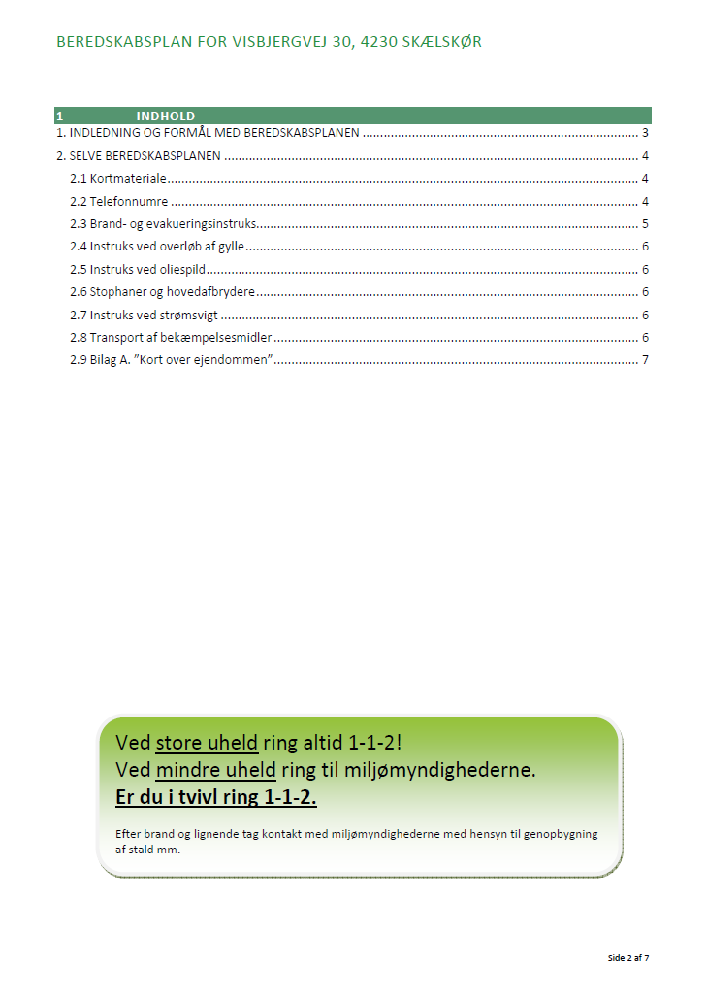 BEREDSKABSPLAN FOR VISBJERGVEJ 30, 4230 SKÆLSKØR
1 INDHOLD
1. INDLEDNING OG FORMÅL MED BEREDSKABSPLANEN ........ 3
2. SELVE BEREDSKABSPLANEN ........ 4
2.1 Kortmateriale ........ 4
2.2 Telefonnumre ........ 4
2.3 Brand- og evakueringsinstruks ........ 5
2.4 Instruks ved overløb af gylle ........ 6
2.5 Instruks ved oliespild ........ 6
2.6 Stophaner og hovedafbrydere ........ 6
2.7 Instruks ved strømsvigt ........ 6
2.8 Transport af bekæmpelsesmidler ........ 6
2.9 Bilag A. ”Kort over ejendommen” ........ 7
Ved store uheld ring altid 1-1-2!
Ved mindre uheld ring til miljømyndighederne.
Er du i tvivl ring 1-1-2.
Efter brand og lignende tag kontakt med miljømyndighederne med hensyn til genopbygning
af stald mm.
Side 2 af 7